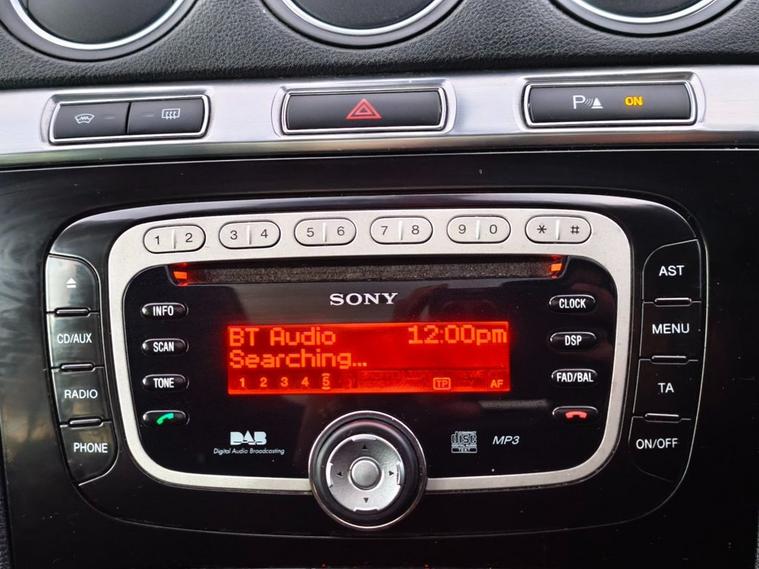 P ON
1 2 3 4 5 6 7 8 9 0 * #
SONY
INFO
SCAN
TONE
CLOCK
DSP
FAD/BAL
BT Audio 12:00pm
Searching...
1 2 3 4 5 TP AF
CD/AUX
RADIO
PHONE
AST
MENU
TA
ON/OFF
DAB
Digital Audio Broadcasting
disc
TEXT
MP3